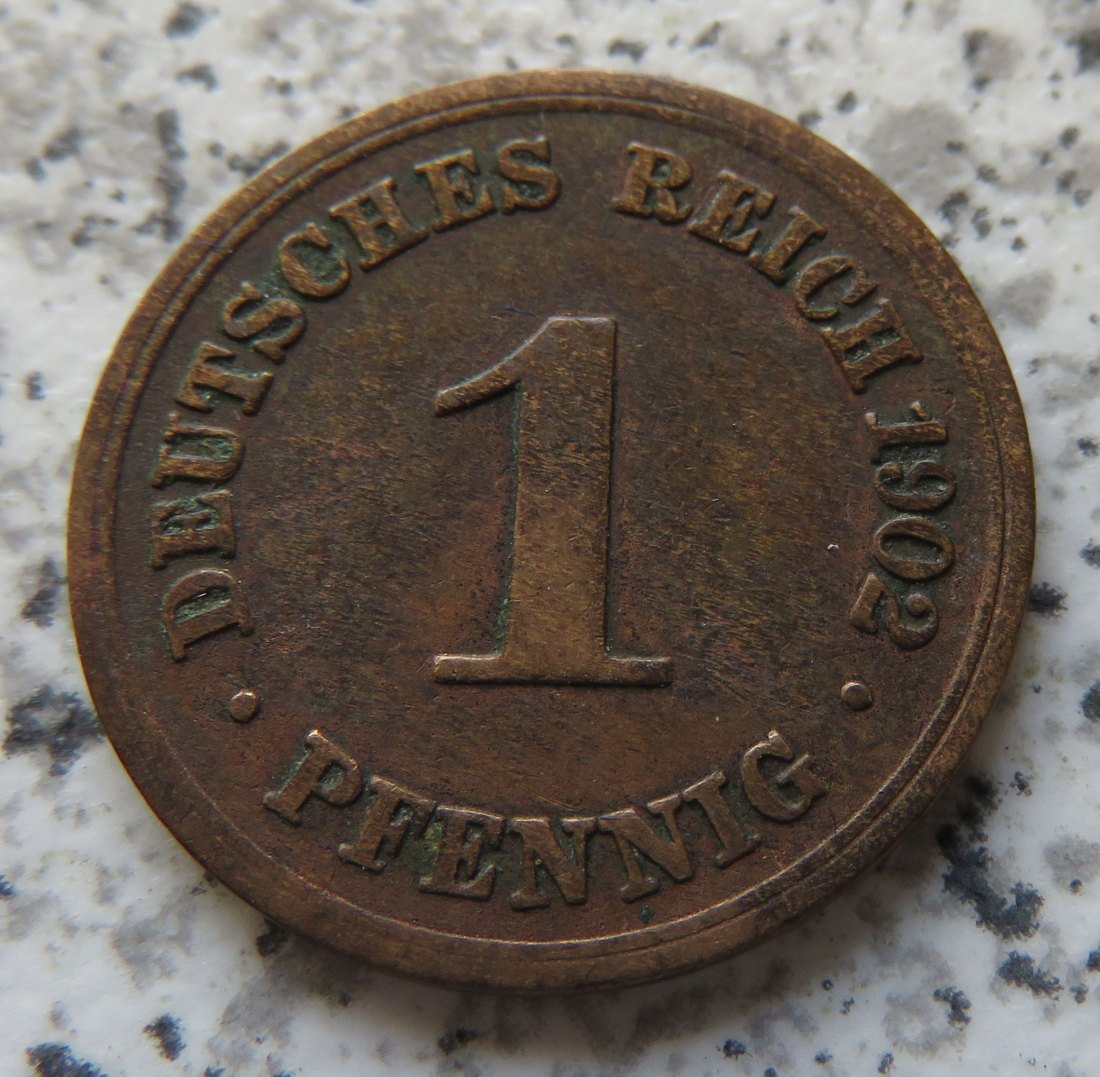 DEUTSCHES REICH 1902
1
· PFENNIG ·